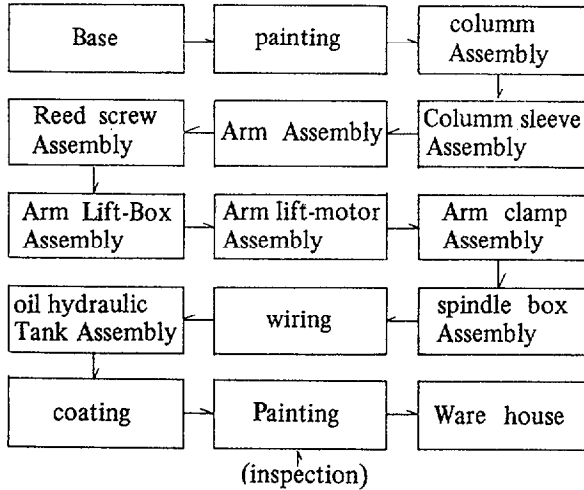 Base
painting
columm
Assembly
Reed screw
Assembly
Arm Assembly
Columm sleeve
Assembly
Arm Lift-Box
Assembly
Arm lift-motor
Assembly
Arm clamp
Assembly
oil hydraulic
Tank Assembly
wiring
spindle box
Assembly
coating
Painting
Ware house
(inspection)